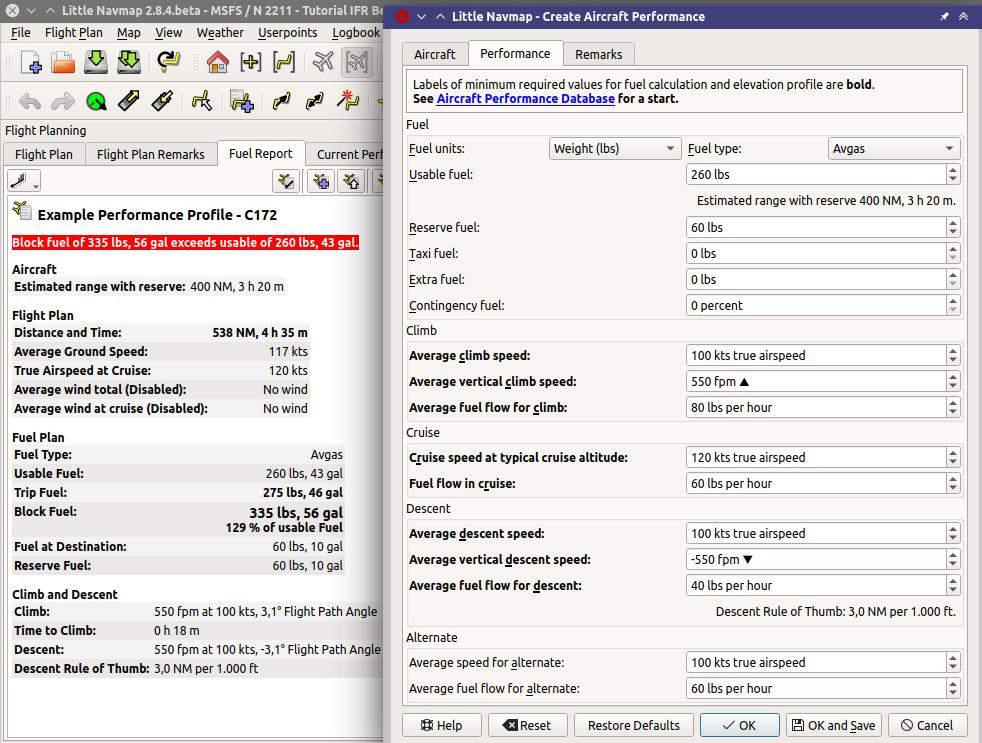 Little Navmap 2.8.4.beta - MSFS / N 2211 - Tutorial IFR Be
File Flight Plan Map View Weather Userpoints Logbook
Flight Planning
Flight Plan Flight Plan Remarks Fuel Report Current Perf
Example Performance Profile - C172
Block fuel of 335 lbs, 56 gal exceeds usable of 260 lbs, 43 gal.
Aircraft
Estimated range with reserve: 400 NM, 3 h 20 m
Flight Plan
Distance and Time: 538 NM, 4 h 35 m
Average Ground Speed: 117 kts
True Airspeed at Cruise: 120 kts
Average wind total (Disabled): No wind
Average wind at cruise (Disabled): No wind
Fuel Plan
Fuel Type: Avgas
Usable Fuel: 260 lbs, 43 gal
Trip Fuel: 275 lbs, 46 gal
Block Fuel: 335 lbs, 56 gal
129 % of usable Fuel
Fuel at Destination: 60 lbs, 10 gal
Reserve Fuel: 60 lbs, 10 gal
Climb and Descent
Climb: 550 fpm at 100 kts, 3,1° Flight Path Angle
Time to Climb: 0 h 18 m
Descent: 550 fpm at 100 kts, -3,1° Flight Path Angle
Descent Rule of Thumb: 3,0 NM per 1.000 ft
Little Navmap - Create Aircraft Performance
Aircraft Performance Remarks
Labels of minimum required values for fuel calculation and elevation profile are bold.
See Aircraft Performance Database for a start.
Fuel
Fuel units: Weight (lbs) Fuel type: Avgas
Usable fuel: 260 lbs
Estimated range with reserve 400 NM, 3 h 20 m.
Reserve fuel: 60 lbs
Taxi fuel: 0 lbs
Extra fuel: 0 lbs
Contingency fuel: 0 percent
Climb
Average climb speed: 100 kts true airspeed
Average vertical climb speed: 550 fpm ▲
Average fuel flow for climb: 80 lbs per hour
Cruise
Cruise speed at typical cruise altitude: 120 kts true airspeed
Fuel flow in cruise: 60 lbs per hour
Descent
Average descent speed: 100 kts true airspeed
Average vertical descent speed: -550 fpm ▼
Average fuel flow for descent: 40 lbs per hour
Descent Rule of Thumb: 3,0 NM per 1.000 ft.
Alternate
Average speed for alternate: 100 kts true airspeed
Average fuel flow for alternate: 60 lbs per hour
Help Reset Restore Defaults OK OK and Save Cancel